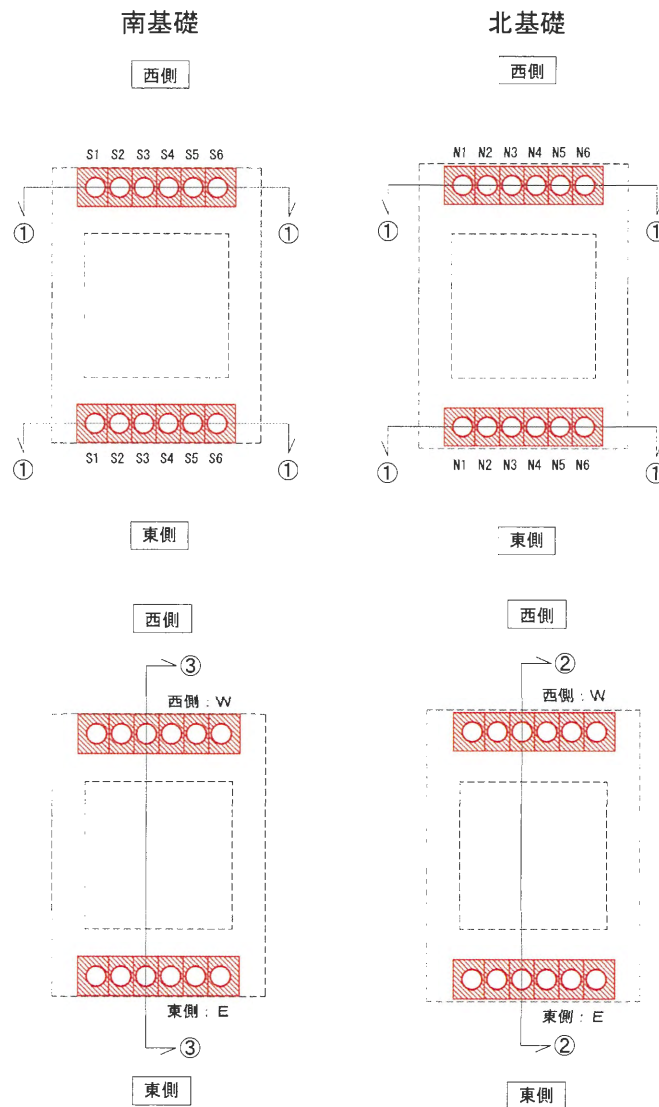 南基礎 北基礎
西側 西側
S1 S2 S3 S4 S5 S6 N1 N2 N3 N4 N5 N6
① ① ① ①
① ① ① ①
S1 S2 S3 S4 S5 S6 N1 N2 N3 N4 N5 N6
東側 東側
西側 西側
③ ②
西側：W 西側：W
東側：E 東側：E
③ ②
東側 東側